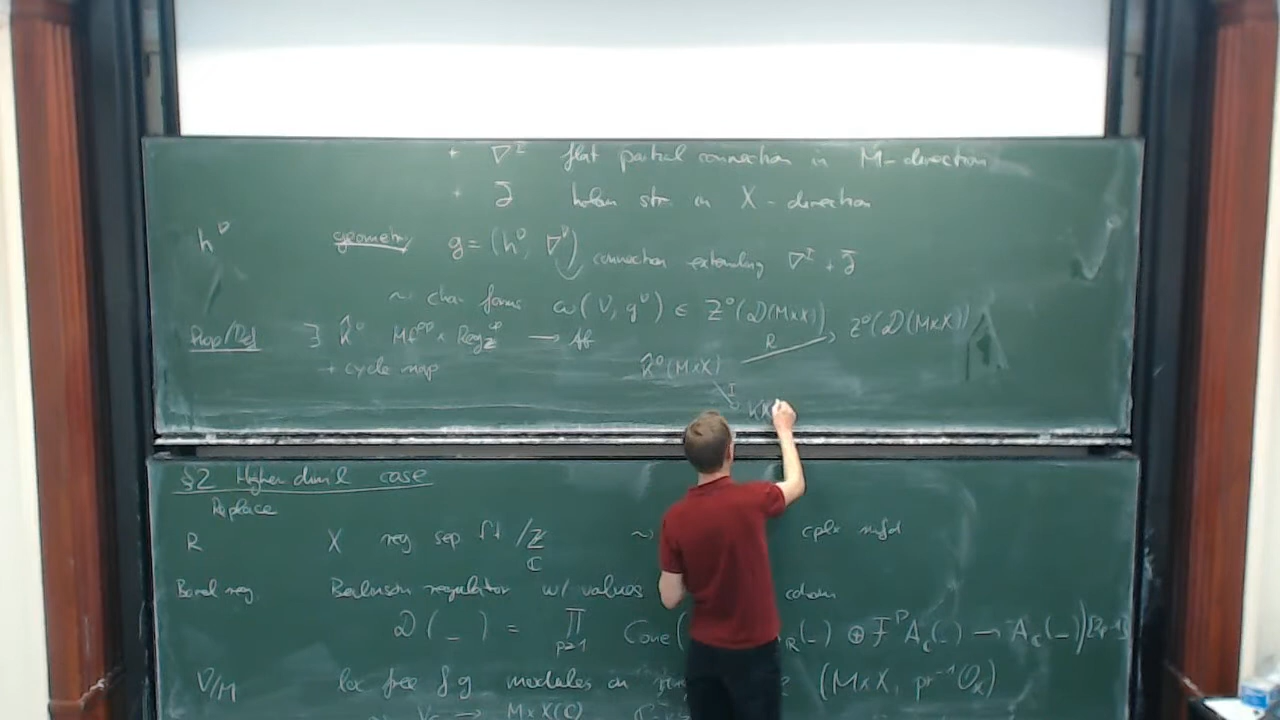 + ∇^I flat partial connection in M-direction
+ ∂̄ holom str in X-direction
h^V geometry g = (h^V, ∇^V) connection extending ∇^I + ∂̄
~ char forms ω(V, g^V) ∈ Z^0(𝒟(M×X))
Prop/Def ∃ K̂^0 Mf^op × Reg_Z^op → Ab
+ cycle map
K̂^0(M×X) R → Z^0(𝒟(M×X))
I
§2 Higher dim'l case
Replace
R X reg sep /Z ~ cplx mfd
C
Borel reg. Beilinson regulator w/ values
𝒟(_) = ∏_{p≥1} Cone( _R(_) ⊕ F^p A_C(_) → A_C(_))
V/M loc free f g modules on (M×X, pr^{-1}O_X)
→ M×X(C)